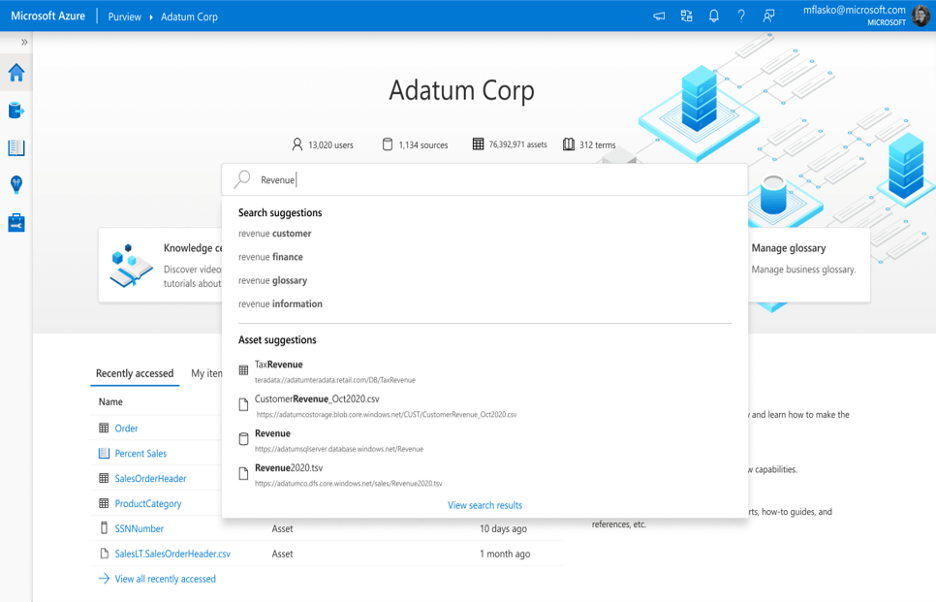 Microsoft Azure Purview Adatum Corp
mflasko@microsoft.com
MICROSOFT
Adatum Corp
13,020 users 1,134 sources 76,392,971 assets 312 terms
Revenue
Search suggestions
revenue customer
revenue finance
revenue glossary
revenue information
Asset suggestions
TaxRevenue
teradata://adatumteradata.retail.com/DB/TaxRevenue
CustomerRevenue_Oct2020.csv
https://adatumcostorage.blob.core.windows.net/CUST/CustomerRevenue_Oct2020.csv
Revenue
https://adatumsqlserver.database.windows.net/Revenue
Revenue2020.tsv
https://adatumco.dfs.core.windows.net/sales/Revenue2020.tsv
View search results
Knowledge ce
Discover video
tutorials about
Manage glossary
Manage business glossary.
Recently accessed My iten
Name
Order
Percent Sales
SalesOrderHeader
ProductCategory
SSNNumber Asset 10 days ago
SalesLT.SalesOrderHeader.csv Asset 1 month ago
View all recently accessed
and learn how to make the
w capabilities.
rts, how-to guides, and
references, etc.